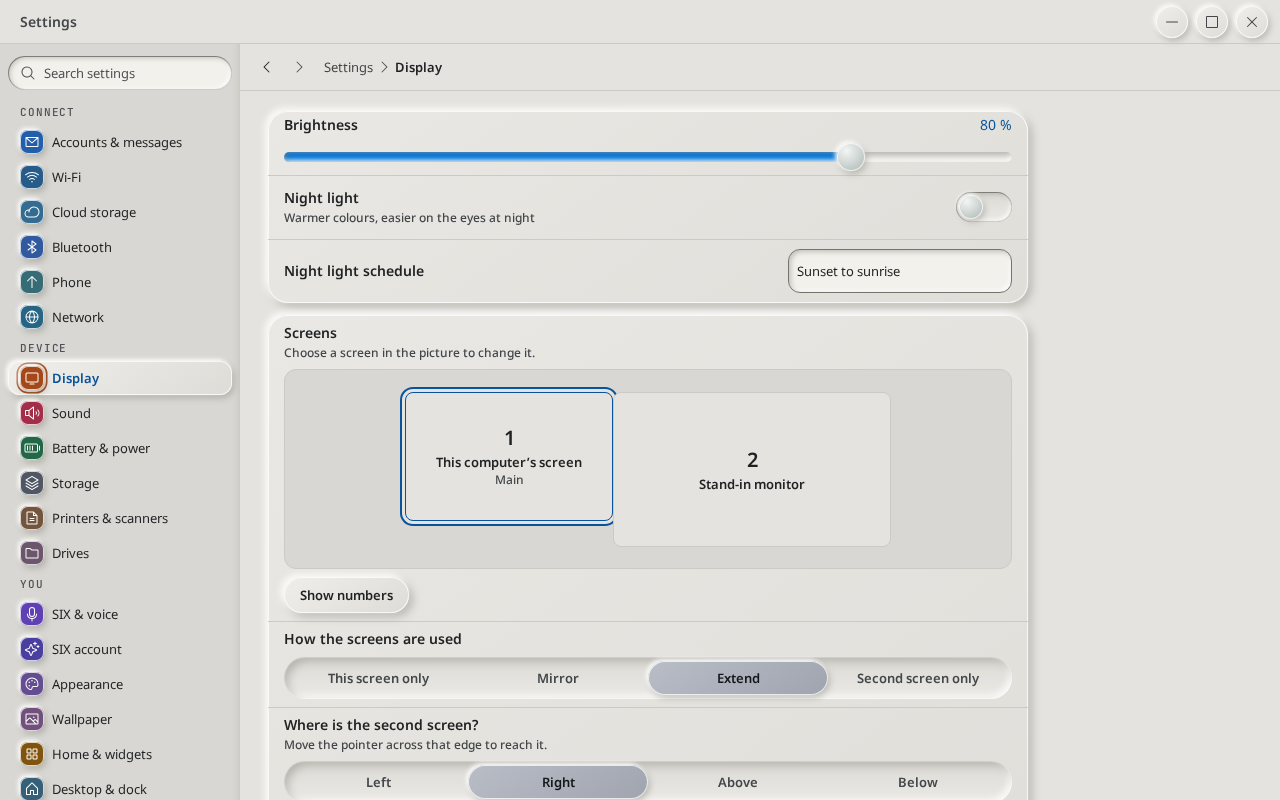 Settings
Search settings
CONNECT
Accounts & messages
Wi-Fi
Cloud storage
Bluetooth
Phone
Network
DEVICE
Display
Sound
Battery & power
Storage
Printers & scanners
Drives
YOU
SIX & voice
SIX account
Appearance
Wallpaper
Home & widgets
Desktop & dock
Settings > Display
Brightness
80 %
Night light
Warmer colours, easier on the eyes at night
Night light schedule
Sunset to sunrise
Screens
Choose a screen in the picture to change it.
1
This computer’s screen
Main
2
Stand-in monitor
Show numbers
How the screens are used
This screen only
Mirror
Extend
Second screen only
Where is the second screen?
Move the pointer across that edge to reach it.
Left
Right
Above
Below